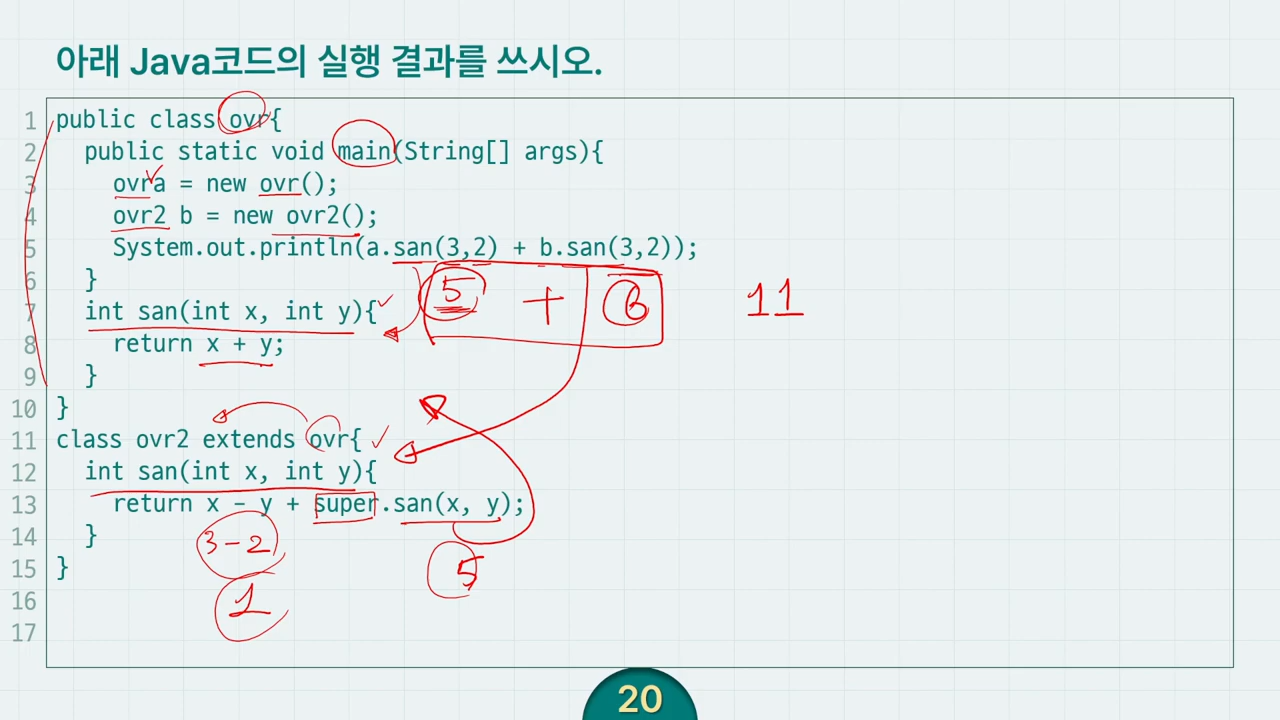 아래 Java코드의 실행 결과를 쓰시오.
1 public class ovr{
2 public static void main(String[] args){
3 ovra = new ovr();
4 ovr2 b = new ovr2();
5 System.out.println(a.san(3,2) + b.san(3,2));
6 }
5 + 6 11
7 int san(int x, int y){
8 return x + y;
9 }
10 }
11 class ovr2 extends ovr{
12 int san(int x, int y){
13 return x - y + super.san(x, y);
14 }
3-2
15 }
5
16
1
17
20